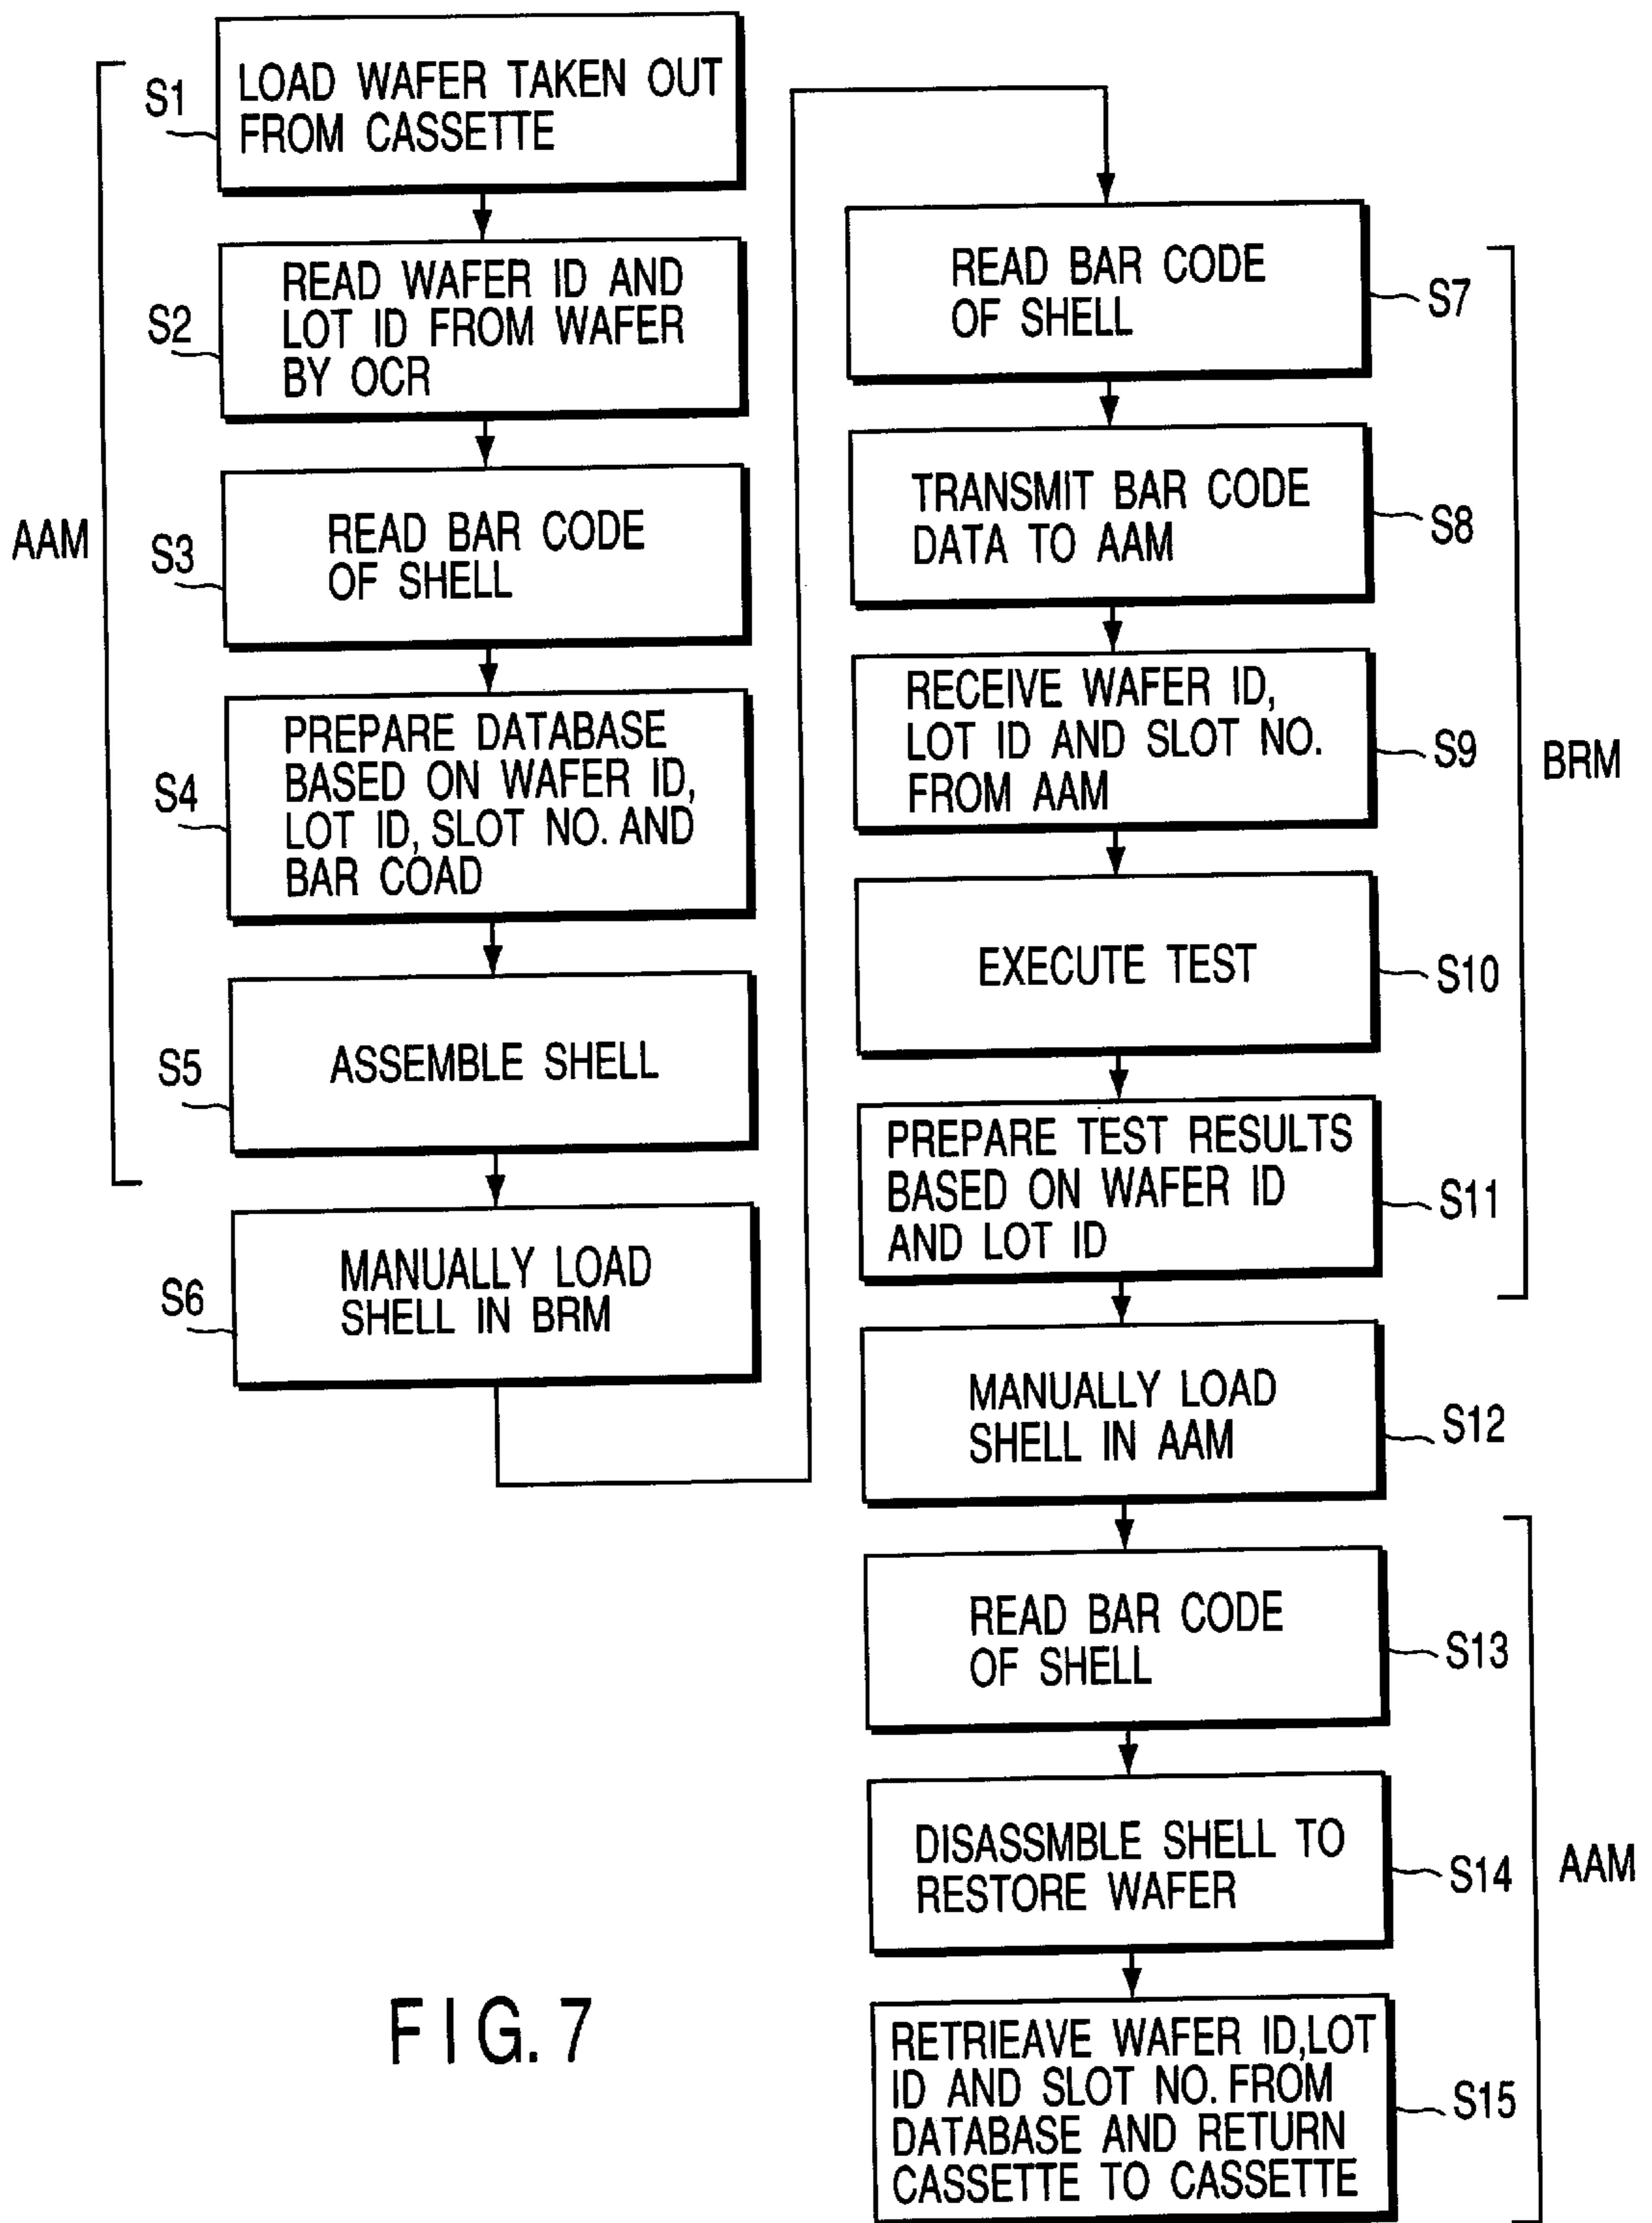 AAM
S1
LOAD WAFER TAKEN OUT
FROM CASSETTE
S2
READ WAFER ID AND
LOT ID FROM WAFER
BY OCR
S3
READ BAR CODE
OF SHELL
S4
PREPARE DATABASE
BASED ON WAFER ID,
LOT ID, SLOT NO. AND
BAR COAD
S5
ASSEMBLE SHELL
S6
MANUALLY LOAD
SHELL IN BRM
READ BAR CODE
OF SHELL
S7
TRANSMIT BAR CODE
DATA TO AAM
S8
RECEIVE WAFER ID,
LOT ID AND SLOT NO.
FROM AAM
S9
BRM
EXECUTE TEST
S10
PREPARE TEST RESULTS
BASED ON WAFER ID
AND LOT ID
S11
MANUALLY LOAD
SHELL IN AAM
S12
READ BAR CODE
OF SHELL
S13
DISASSMBLE SHELL TO
RESTORE WAFER
S14
AAM
RETRIEAVE WAFER ID,LOT
ID AND SLOT NO. FROM
DATABASE AND RETURN
CASSETTE TO CASSETTE
S15
FIG. 7